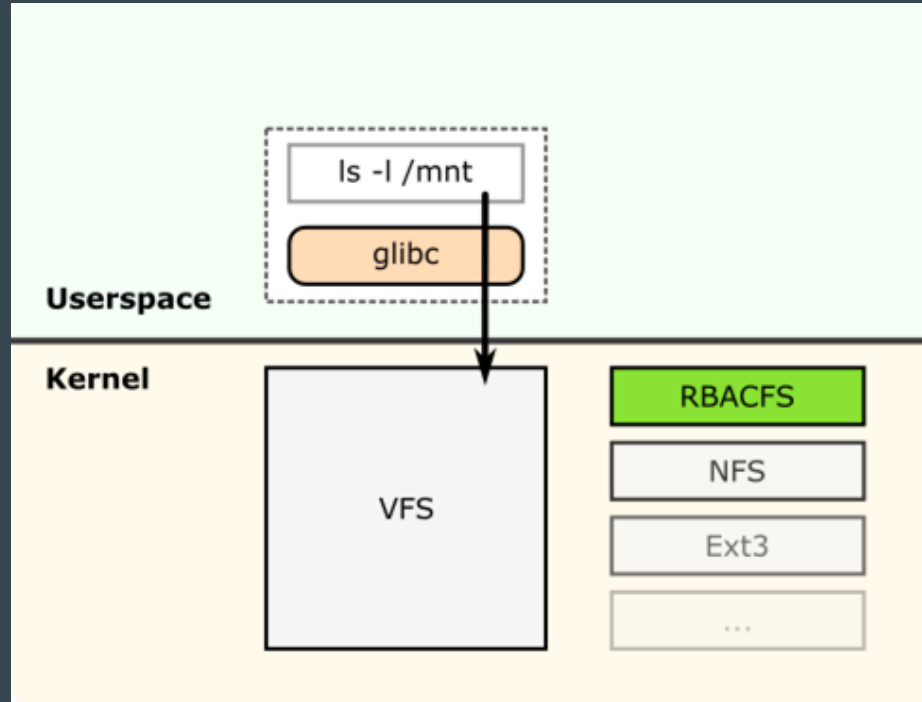 ls -l /mnt
glibc
Userspace
Kernel
RBACFS
NFS
VFS
Ext3
...